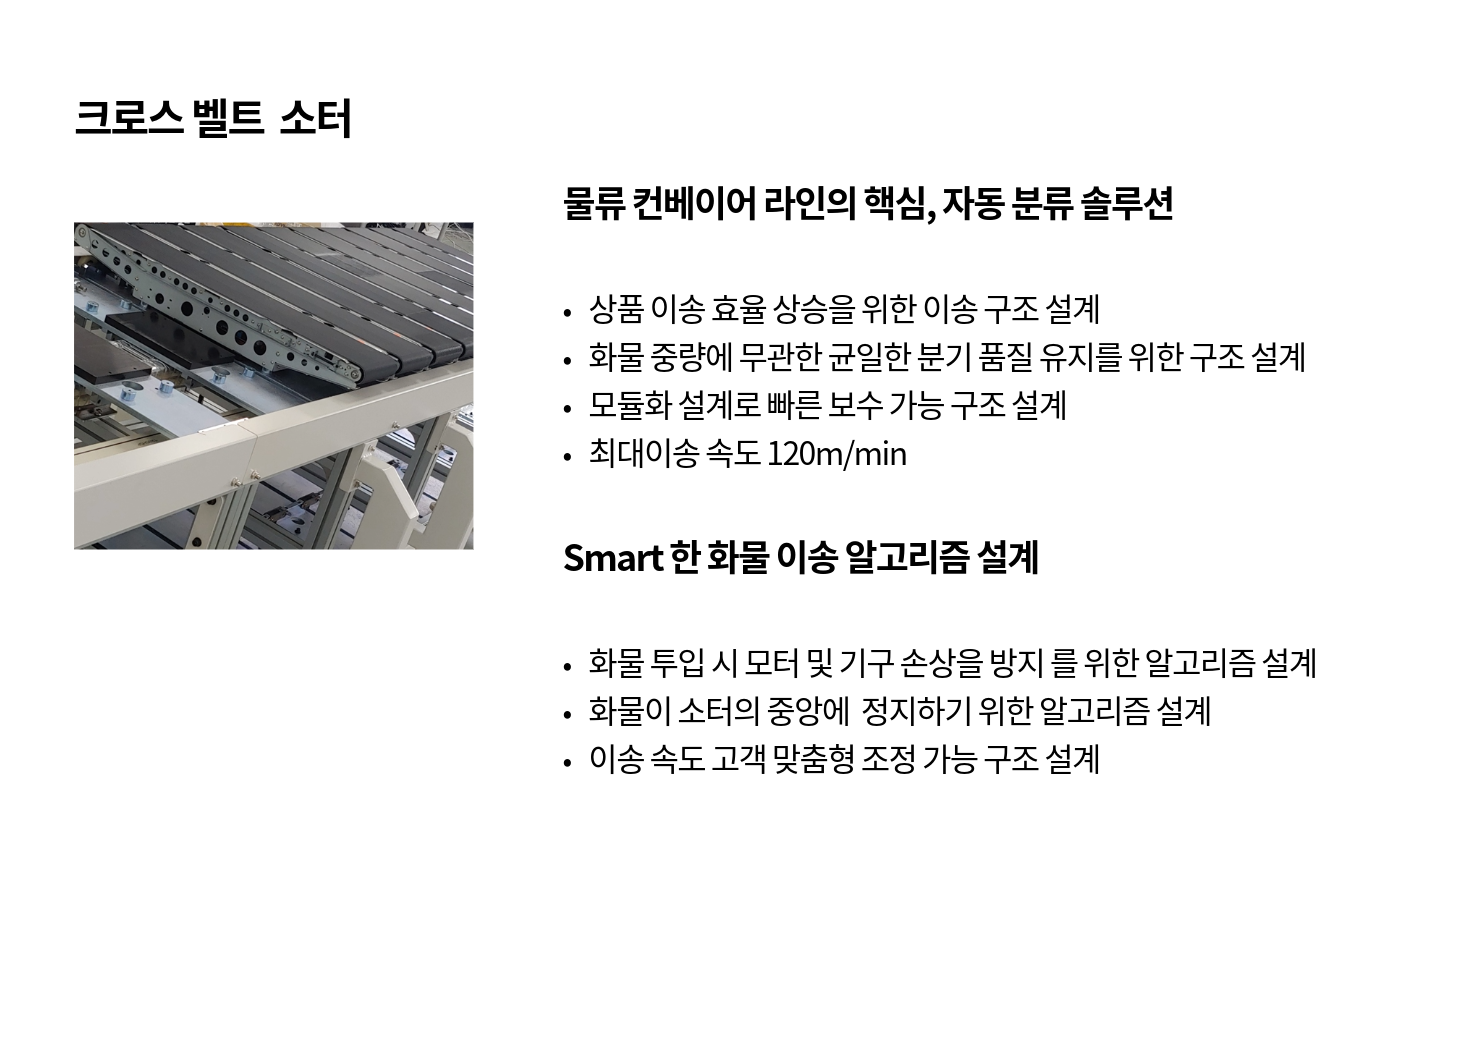 크로스 벨트 소터
물류 컨베이어 라인의 핵심, 자동 분류 솔루션
• 상품 이송 효율 상승을 위한 이송 구조 설계
• 화물 중량에 무관한 균일한 분기 품질 유지를 위한 구조 설계
• 모듈화 설계로 빠른 보수 가능 구조 설계
• 최대이송 속도 120m/min
Smart 한 화물 이송 알고리즘 설계
• 화물 투입 시 모터 및 기구 손상을 방지 를 위한 알고리즘 설계
• 화물이 소터의 중앙에 정지하기 위한 알고리즘 설계
• 이송 속도 고객 맞춤형 조정 가능 구조 설계